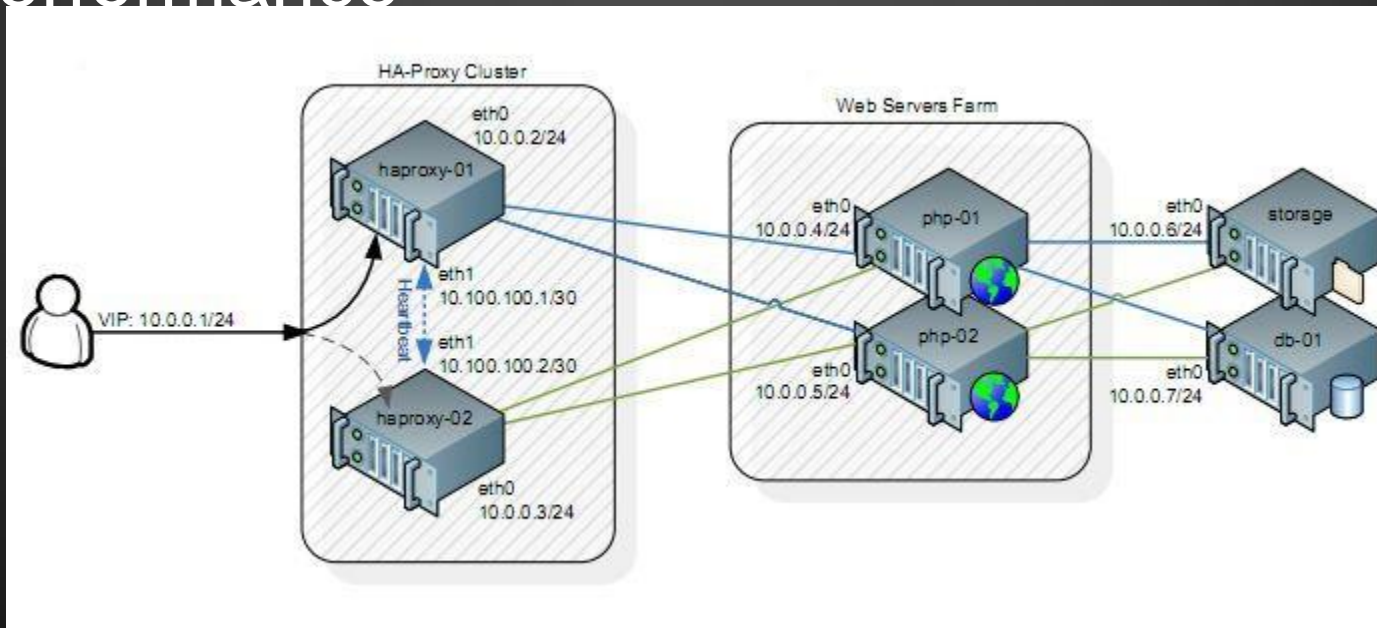 HA-Proxy Cluster
eth0
10.0.0.2/24
haproxy-01
eth1
10.100.100.1/30
Heartbeat
eth1
10.100.100.2/30
haproxy-02
eth0
10.0.0.3/24
VIP: 10.0.0.1/24
Web Servers Farm
eth0
10.0.0.4/24
php-01
php-02
eth0
10.0.0.5/24
eth0
10.0.0.6/24
storage
db-01
eth0
10.0.0.7/24